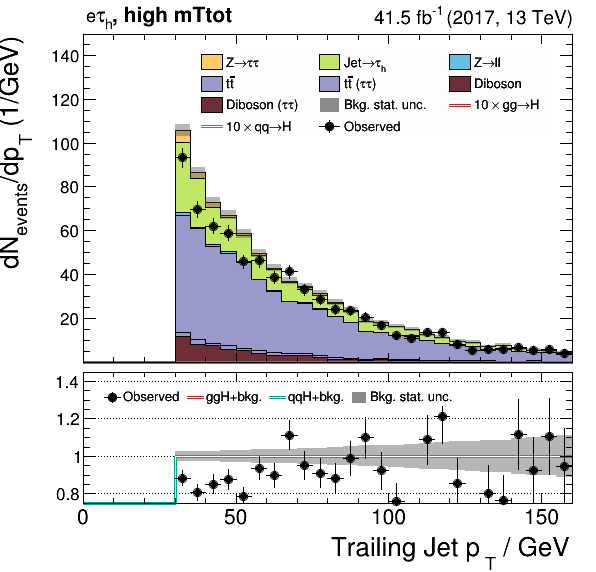 eτh, high mTtot 41.5 fb-1 (2017, 13 TeV)
dNevents/dpT (1/GeV)
140
120
100
80
60
40
20
Z→ττ Jet→τh Z→ll
tt̄ tt̄ (ττ) Diboson
Diboson (ττ) Bkg. stat. unc. 10 × gg→H
10 × qq→H Observed
1.4
1.2
1
0.8
Observed ggH+bkg. qqH+bkg. Bkg. stat. unc.
0 50 100 150
Trailing Jet pT / GeV